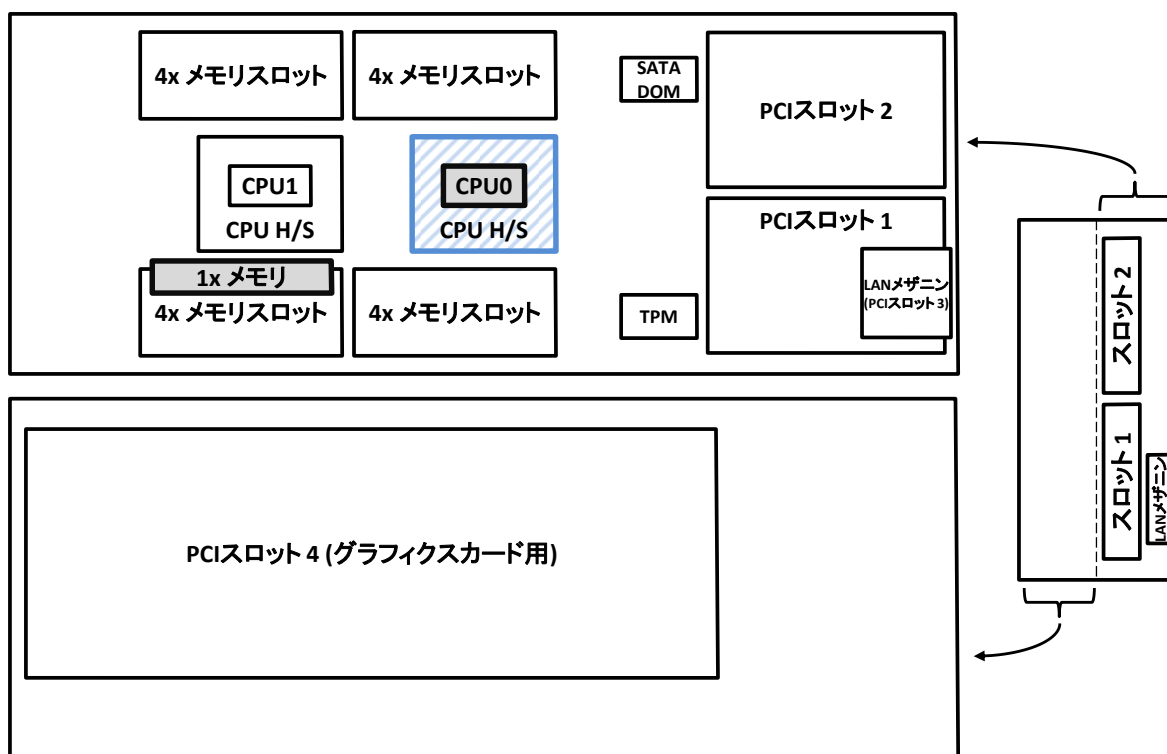 4x メモリスロット
4x メモリスロット
SATA
DOM
PCIスロット 2
CPU1
CPU H/S
CPU0
CPU H/S
PCIスロット 1
1x メモリ
4x メモリスロット
4x メモリスロット
TPM
LANメザニン
(PCIスロット 3)
スロット 2
スロット 1
LANメザニン
PCIスロット 4 (グラフィクスカード用)